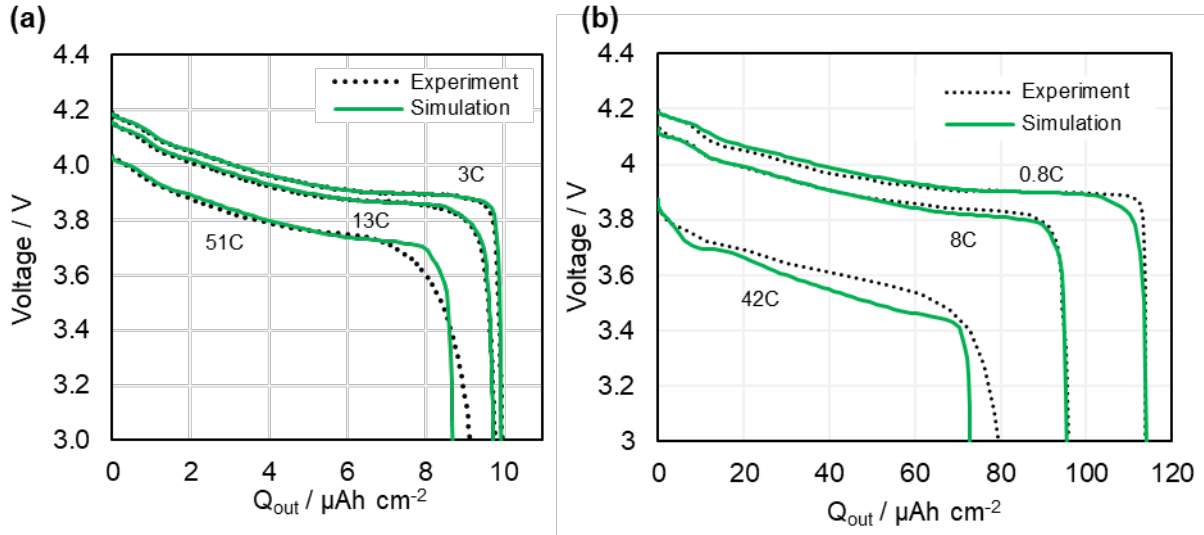 (a)
4.4
4.2
4.0
3.8
3.6
3.4
3.2
3.0
Voltage / V
Experiment
Simulation
3C
13C
51C
0 2 4 6 8 10
Qout / µAh cm-2
(b)
4.4
4.2
4
3.8
3.6
3.4
3.2
3
Voltage / V
Experiment
Simulation
0.8C
8C
42C
0 20 40 60 80 100 120
Qout / µAh cm-2